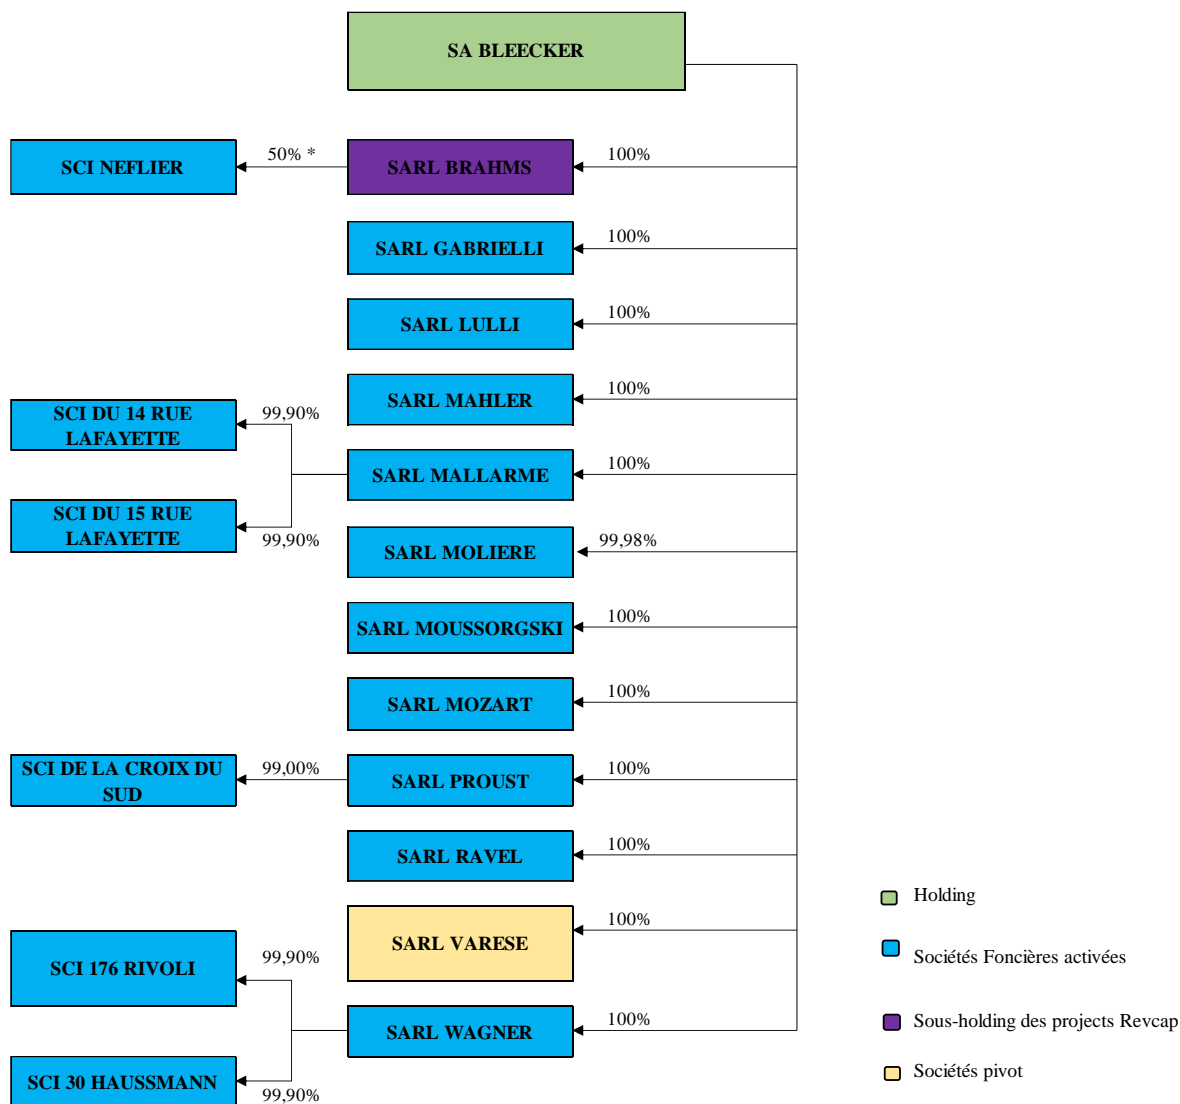 SA BLEECKER
SCI NEFLIER
50% *
SARL BRAHMS
100%
SARL GABRIELLI
100%
SARL LULLI
100%
SARL MAHLER
100%
SCI DU 14 RUE
LAFAYETTE
99,90%
SARL MALLARME
100%
SCI DU 15 RUE
LAFAYETTE
99,90%
SARL MOLIERE
99,98%
SARL MOUSSORGSKI
100%
SARL MOZART
100%
SCI DE LA CROIX DU
SUD
99,00%
SARL PROUST
100%
SARL RAVEL
100%
SARL VARESE
100%
SCI 176 RIVOLI
99,90%
SARL WAGNER
100%
SCI 30 HAUSSMANN
99,90%
Holding
Sociétés Foncières activées
Sous-holding des projects Revcap
Sociétés pivot